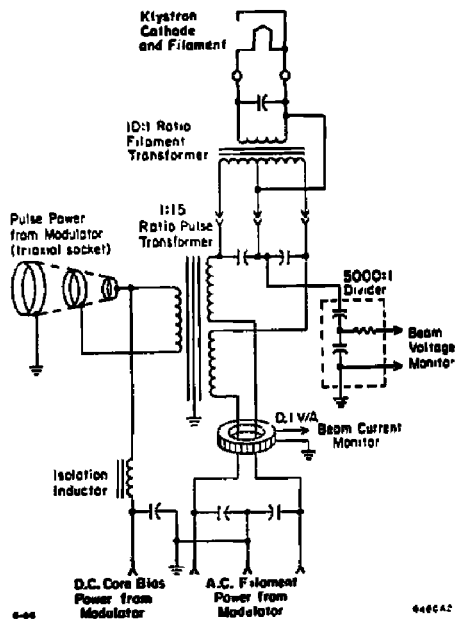 Klystron
Cathode
and Filament
10:1 Ratio
Filament
Transformer
1:15
Ratio Pulse
Transformer
Pulse Power
from Modulator
(triaxial socket)
5000:1
Divider
Beam
Voltage
Monitor
0.1 V/A
Beam Current
Monitor
Isolation
Inductor
D.C. Core Bias
Power from
Modulator
A.C. Filament
Power from
Modulator